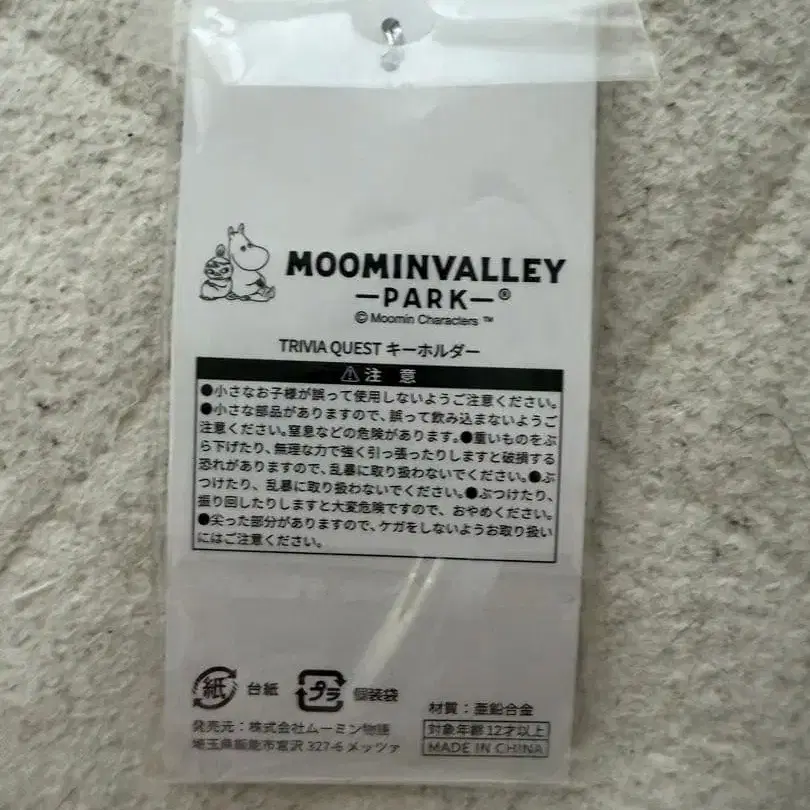 MOOMINVALLEY
—PARK—®
© Moomin Characters ™
TRIVIA QUEST キーホルダー
⚠注 意
●小さなお子様が誤って使用しないようご注意ください。
●小さな部品がありますので、誤って飲み込まないようご
注意ください。窒息などの危険があります。●重いものをぶ
ら下げたり、無理な力で強く引っ張ったりしますと破損する
恐れがありますので、乱暴に取り扱わないでください。●ぶ
つけたり、乱暴に取り扱わないでください。●ぶつけたり、
振り回したりしますと大変危険ですので、おやめください。
●尖った部分がありますので、ケガをしないようお取り扱い
にはご注意ください。
紙 台紙 プラ 個装袋
材質：亜鉛合金
発売元：株式会社ムーミン物語
埼玉県飯能市宮沢 327-6 メッツァ
対象年齢12才以上
MADE IN CHINA